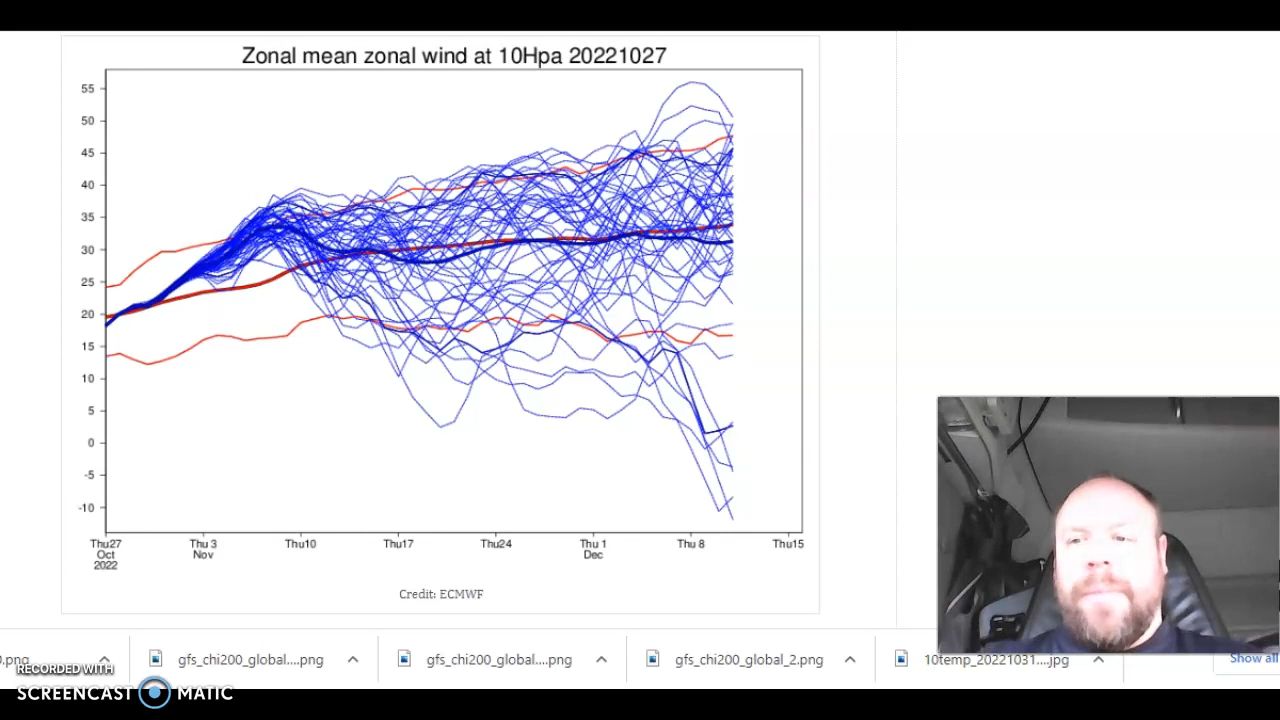 Zonal mean zonal wind at 10Hpa 20221027
55
50
45
40
35
30
25
20
15
10
5
0
-5
-10
Thu27 Thu 3 Thu10 Thu17 Thu24 Thu 1 Thu 8 Thu15
Oct Nov Dec
2022
Credit: ECMWF
0.png gfs_chi200_global....png gfs_chi200_global....png gfs_chi200_global_2.png 10temp_20221031....jpg Show all
RECORDED WITH
SCREENCAST MATIC